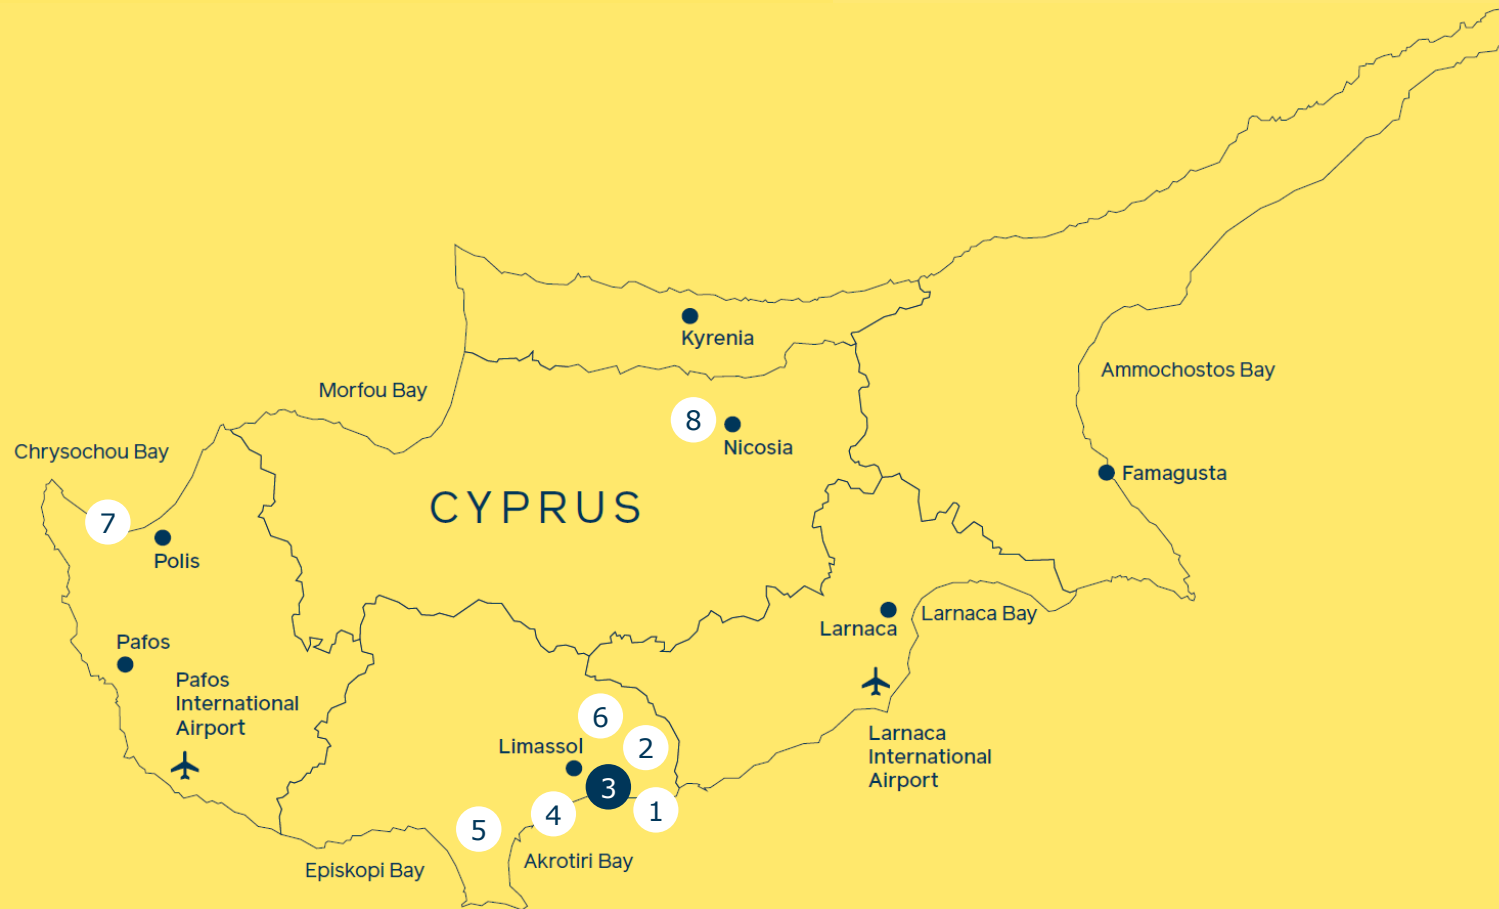 Kyrenia
Ammochostos Bay
Morfou Bay
8
Nicosia
Chrysochou Bay
Famagusta
CYPRUS
7
Polis
Larnaca Bay
Larnaca
Pafos
Pafos
International
Airport
6
Larnaca
International
Airport
Limassol
2
3
1
4
5
Akrotiri Bay
Episkopi Bay